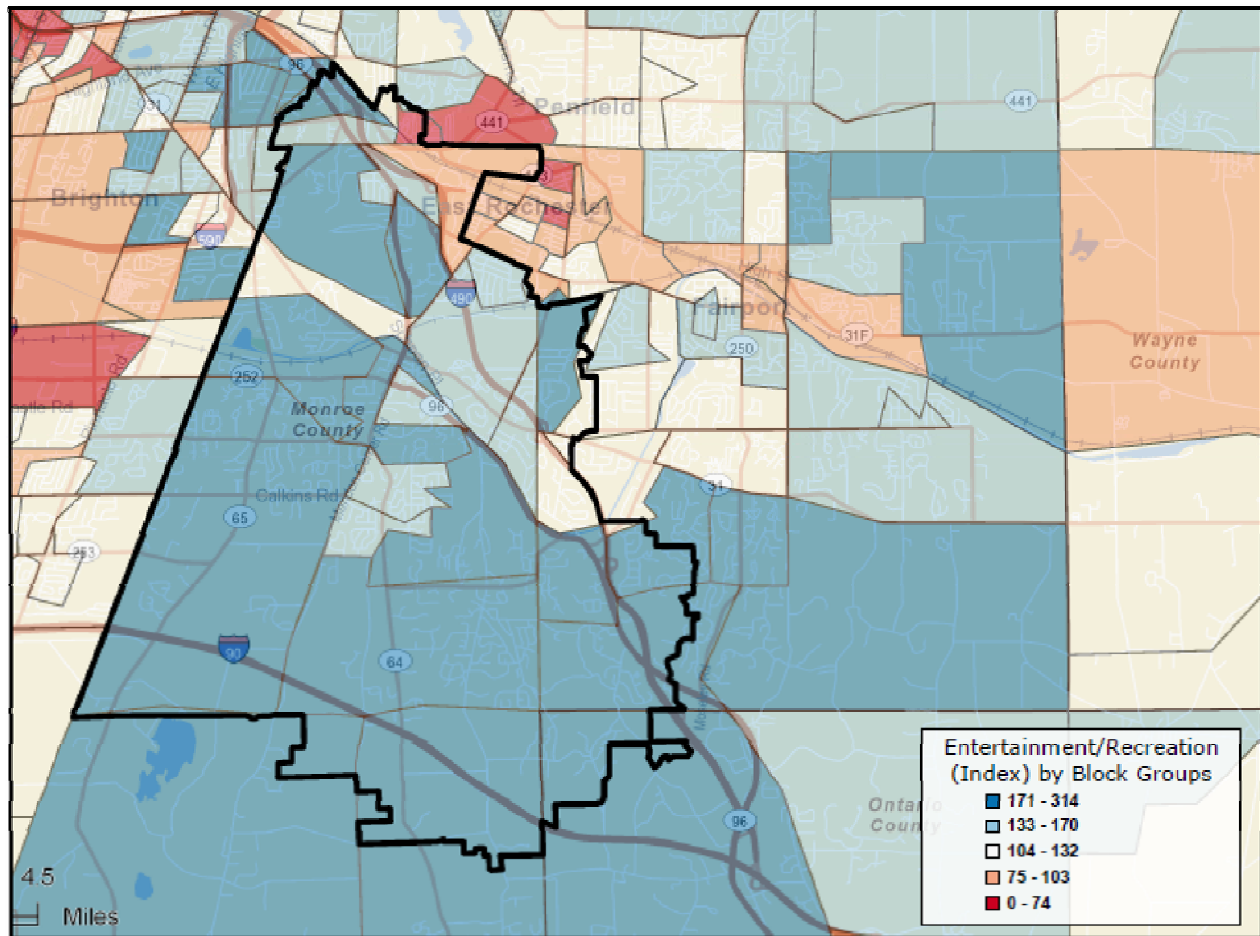 96
441
441
Penfield
Brighton
590
East Rochester
490
High St
Fairport
31F
250
Wayne
County
252
Monroe
County
96
Calkins Rd
65
31
253
90
64
Entertainment/Recreation
(Index) by Block Groups
171 - 314
133 - 170
104 - 132
75 - 103
0 - 74
Ontario
County
96
4.5
Miles